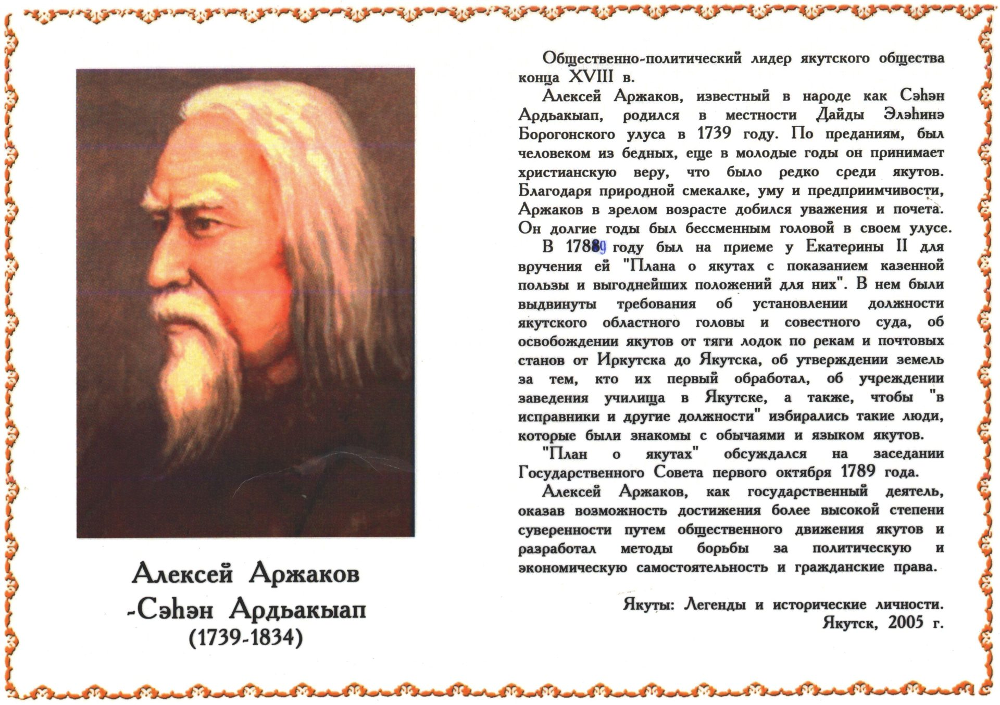 Алексей Аржаков
-Сэһэн Ардьакыап
(1739-1834)
Общественно-политический лидер якутского общества
конца XVIII в.
Алексей Аржаков, известный в народе как Сэһэн
Ардьакыап, родился в местности Дайды Элэһинэ
Борогонского улуса в 1739 году. По преданиям, был
человеком из бедных, еще в молодые годы он принимает
христианскую веру, что было редко среди якутов.
Благодаря природной смекалке, уму и предприимчивости,
Аржаков в зрелом возрасте добился уважения и почета.
Он долгие годы был бессменным головой в своем улусе.
В 17889 году был на приеме у Екатерины II для
вручения ей "Плана о якутах с показанием казенной
пользы и выгоднейших положений для них". В нем были
выдвинуты требования об установлении должности
якутского областного головы и совестного суда, об
освобождении якутов от тяги лодок по рекам и почтовых
станов от Иркутска до Якутска, об утверждении земель
за тем, кто их первый обработал, об учреждении
заведения училища в Якутске, а также, чтобы "в
исправники и другие должности" избирались такие люди,
которые были знакомы с обычаями и языком якутов.
"План о якутах" обсуждался на заседании
Государственного Совета первого октября 1789 года.
Алексей Аржаков, как государственный деятель,
оказав возможность достижения более высокой степени
суверенности путем общественного движения якутов и
разработал методы борьбы за политическую и
экономическую самостоятельность и гражданские права.
Якуты: Легенды и исторические личности.
Якутск, 2005 г.